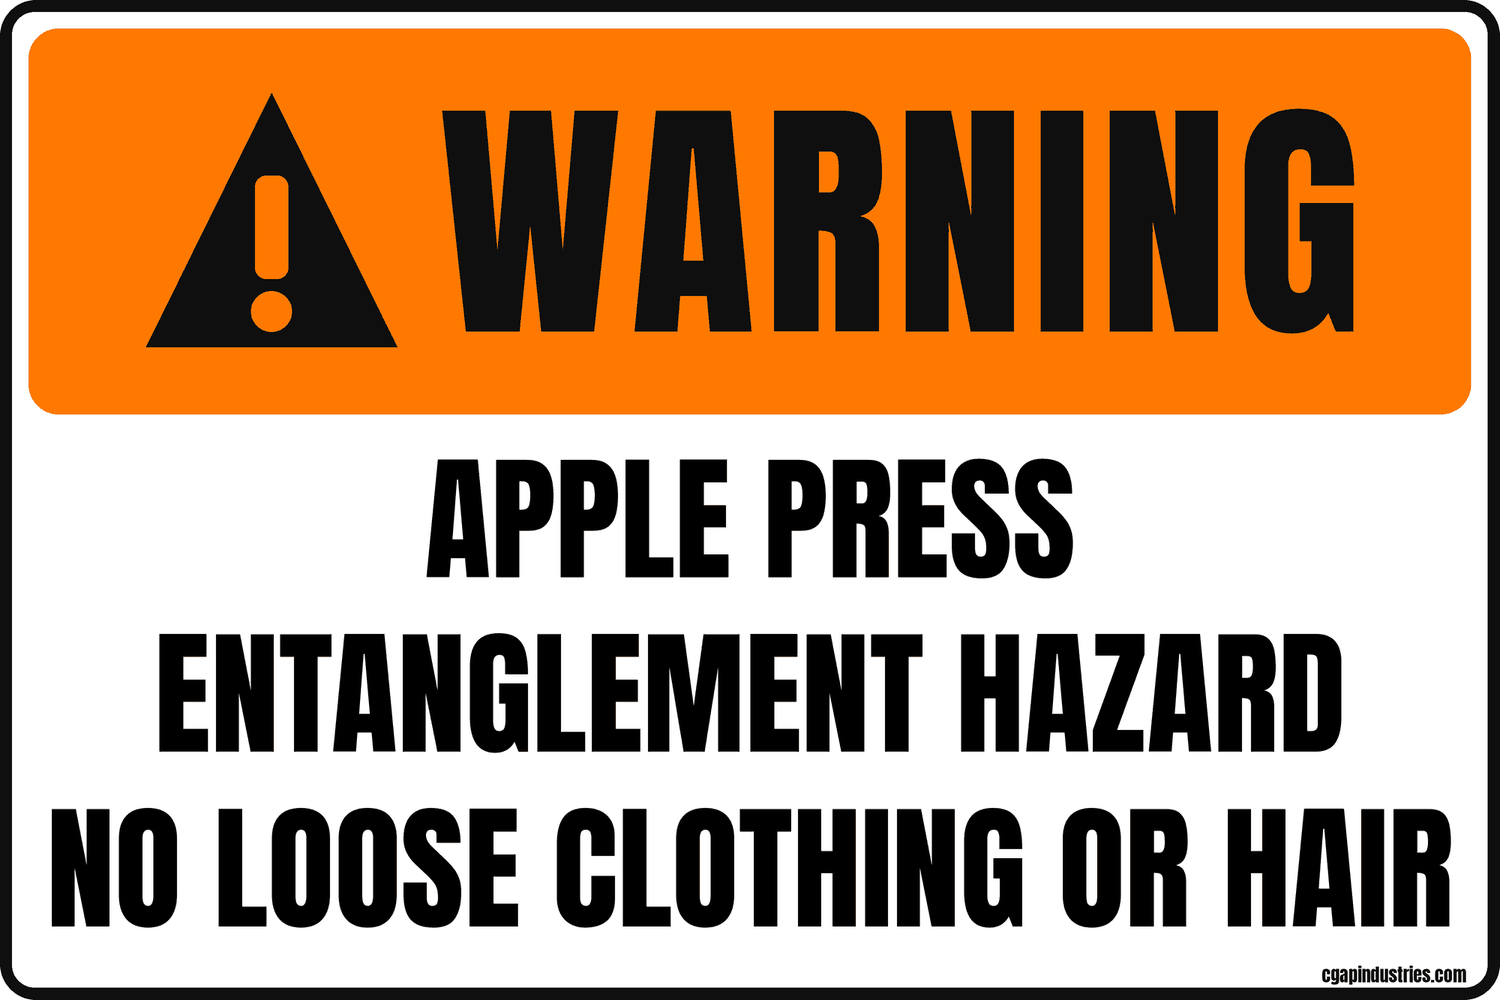 WARNING
APPLE PRESS
ENTANGLEMENT HAZARD
NO LOOSE CLOTHING OR HAIR
cgapindustries.com